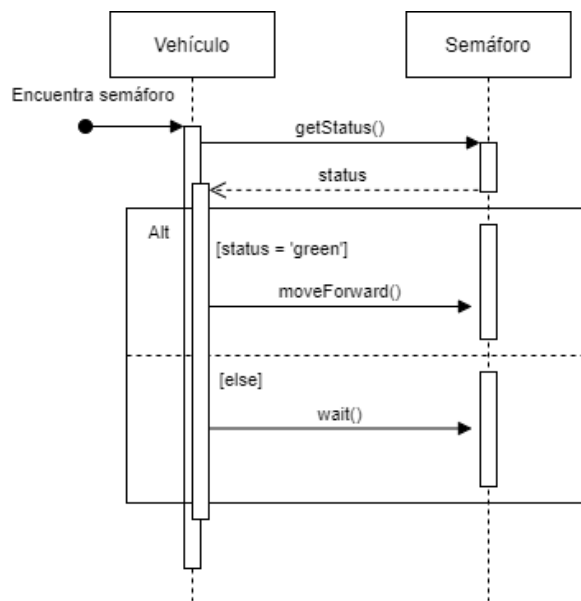 Vehículo
Semáforo
Encuentra semáforo
getStatus()
status
Alt
[status = 'green']
moveForward()
[else]
wait()